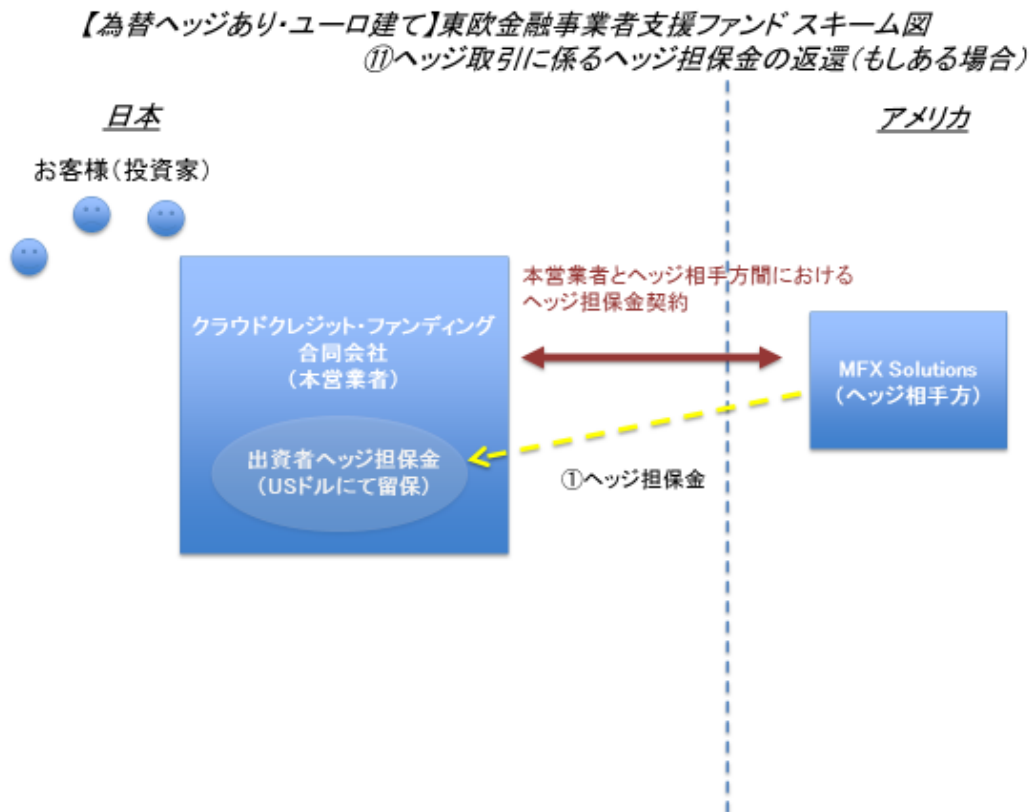 【為替ヘッジあり・ユーロ建て】東欧金融事業者支援ファンド スキーム図
⑪ヘッジ取引に係るヘッジ担保金の返還(もしある場合)
日本
アメリカ
お客様(投資家)
本営業者とヘッジ相手方間における
ヘッジ担保金契約
クラウドクレジット・ファンディング
合同会社
(本営業者)
MFX Solutions
(ヘッジ相手方)
出資者ヘッジ担保金
(USドルにて留保)
①ヘッジ担保金